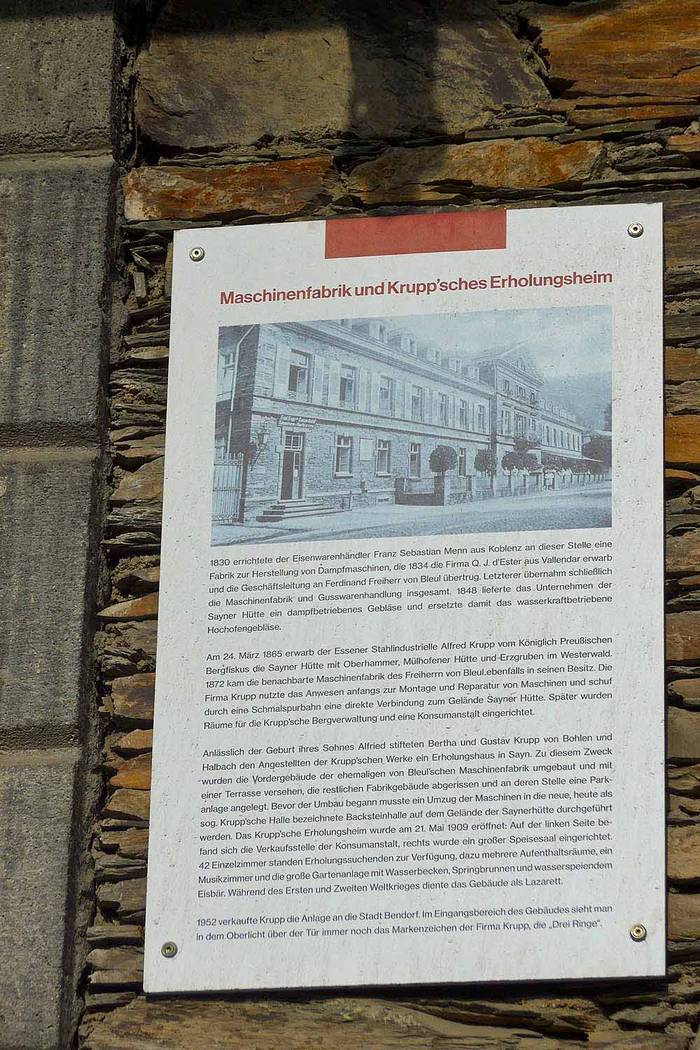 Maschinenfabrik und Krupp'sches Erholungsheim
1830 errichtete der Eisenwarenhändler Franz Sebastian Menn aus Koblenz an dieser Stelle eine
Fabrik zur Herstellung von Dampfmaschinen, die 1834 die Firma Q. J. d'Ester aus Vallendar erwarb
und die Geschäftsleitung an Ferdinand Freiherr von Bleul übertrug. Letzterer übernahm schließlich
die Maschinenfabrik und Gusswarenhandlung insgesamt. 1848 lieferte das Unternehmen der
Sayner Hütte ein dampfbetriebenes Gebläse und ersetzte damit das wasserkraftbetriebene
Hochofengebläse.
Am 24. März 1865 erwarb der Essener Stahlindustrielle Alfred Krupp vom Königlich Preußischen
Bergfiskus die Sayner Hütte mit Oberhammer, Mülhofener Hütte und Erzgruben im Westerwald.
1872 kam die benachbarte Maschinenfabrik des Freiherrn von Bleul ebenfalls in seinen Besitz. Die
Firma Krupp nutzte das Anwesen anfangs zur Montage und Reparatur von Maschinen und schuf
durch eine Schmalspurbahn eine direkte Verbindung zum Gelände Sayner Hütte. Später wurden
Räume für die Krupp'sche Bergverwaltung und eine Konsumanstalt eingerichtet.
Anlässlich der Geburt ihres Sohnes Alfried stifteten Bertha und Gustav Krupp von Bohlen und
Halbach den Angestellten der Krupp'schen Werke ein Erholungshaus in Sayn. Zu diesem Zweck
wurden die Vordergebäude der ehemaligen von Bleul'schen Maschinenfabrik umgebaut und mit
einer Terrasse versehen, die restlichen Fabrikgebäude abgerissen und an deren Stelle eine Park-
anlage angelegt. Bevor der Umbau begann musste ein Umzug der Maschinen in die neue, heute als
sog. Krupp'sche Halle bezeichnete Backsteinhalle auf dem Gelände der Saynerhütte durchgeführt
werden. Das Krupp'sche Erholungsheim wurde am 21. Mai 1909 eröffnet: Auf der linken Seite be-
fand sich die Verkaufsstelle der Konsumanstalt, rechts wurde ein großer Speisesaal eingerichtet.
42 Einzelzimmer standen Erholungssuchenden zur Verfügung, dazu mehrere Aufenthaltsräume, ein
Musikzimmer und die große Gartenanlage mit Wasserbecken, Springbrunnen und wasserspeiendem
Eisbär. Während des Ersten und Zweiten Weltkrieges diente das Gebäude als Lazarett.
1952 verkaufte Krupp die Anlage an die Stadt Bendorf. Im Eingangsbereich des Gebäudes sieht man
in dem Oberlicht über der Tür immer noch das Markenzeichen der Firma Krupp, die „Drei Ringe".